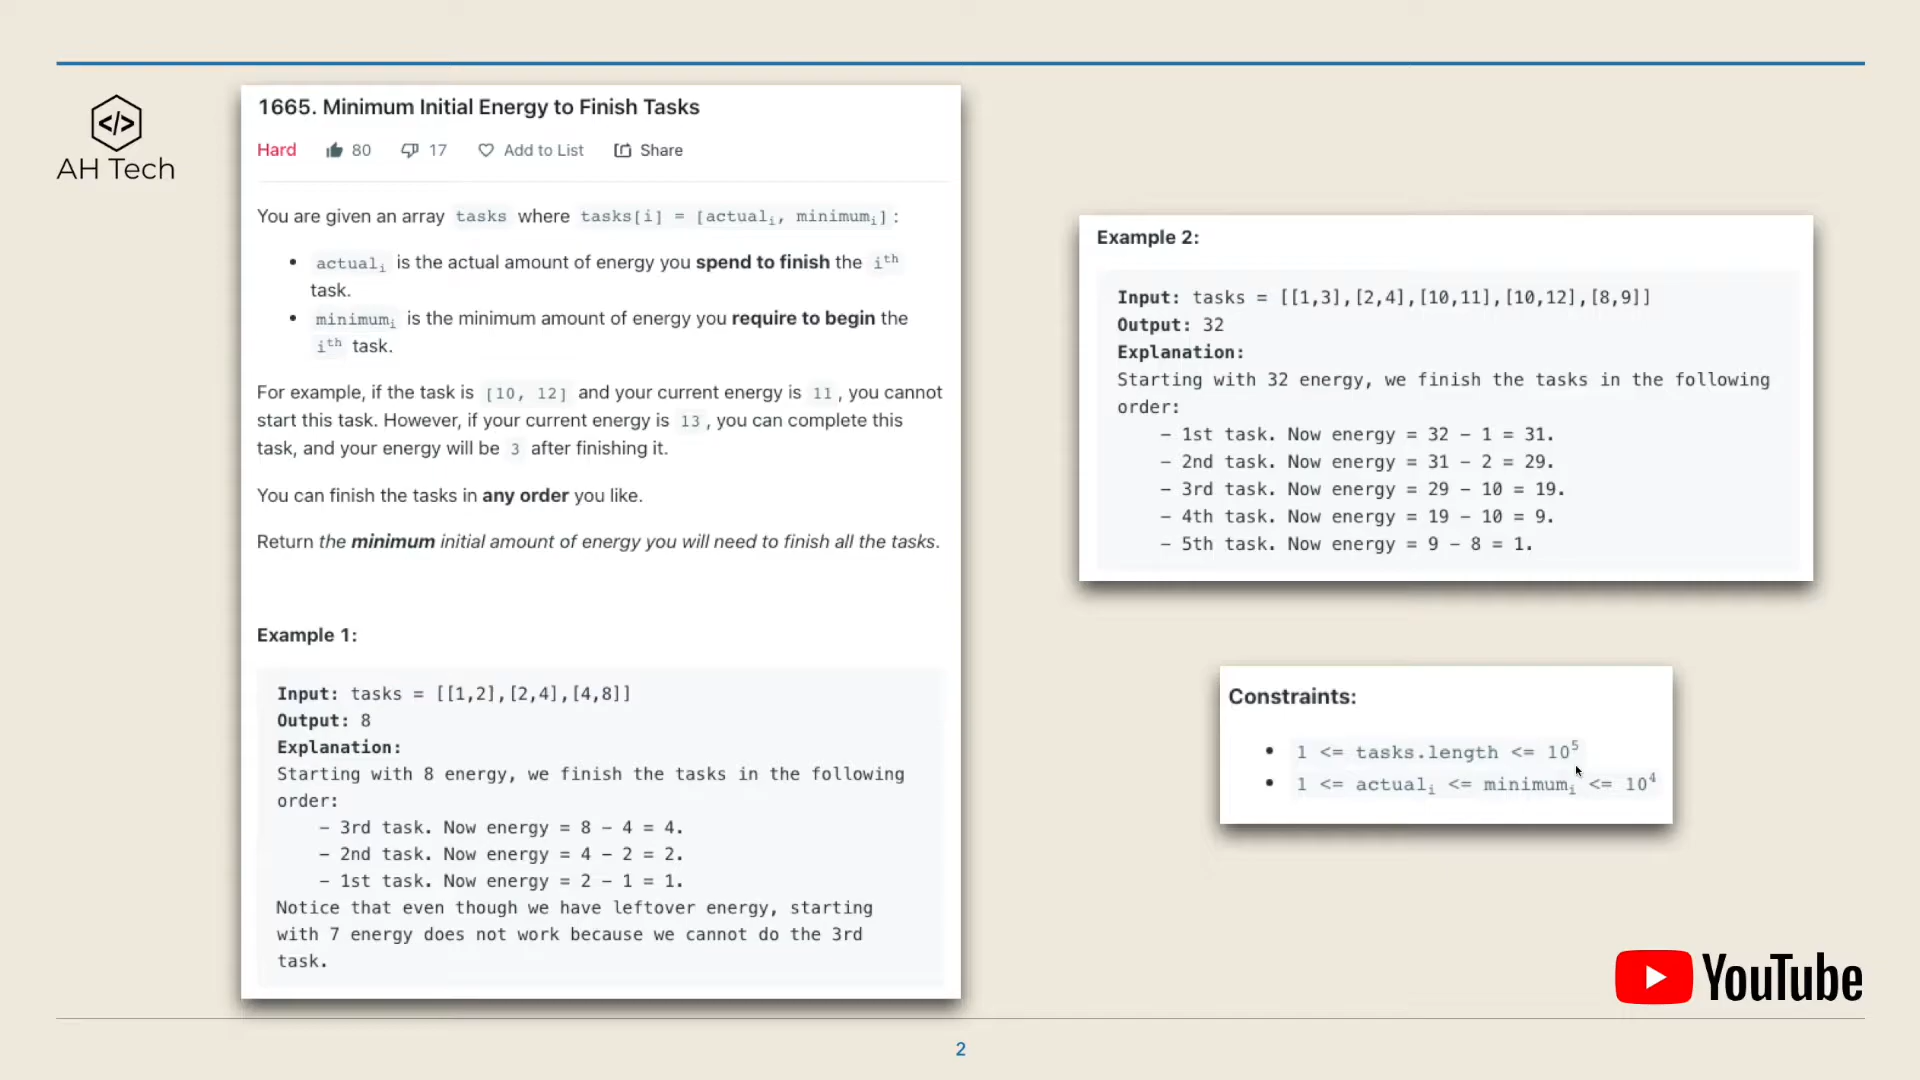 </>
AH Tech
1665. Minimum Initial Energy to Finish Tasks
Hard 80 17 Add to List Share
You are given an array tasks where tasks[i] = [actualᵢ, minimumᵢ]:
• actualᵢ is the actual amount of energy you spend to finish the iᵗʰ
task.
• minimumᵢ is the minimum amount of energy you require to begin the
iᵗʰ task.
For example, if the task is [10, 12] and your current energy is 11, you cannot
start this task. However, if your current energy is 13, you can complete this
task, and your energy will be 3 after finishing it.
You can finish the tasks in any order you like.
Return the minimum initial amount of energy you will need to finish all the tasks.
Example 1:
Input: tasks = [[1,2],[2,4],[4,8]]
Output: 8
Explanation:
Starting with 8 energy, we finish the tasks in the following
order:
- 3rd task. Now energy = 8 - 4 = 4.
- 2nd task. Now energy = 4 - 2 = 2.
- 1st task. Now energy = 2 - 1 = 1.
Notice that even though we have leftover energy, starting
with 7 energy does not work because we cannot do the 3rd
task.
Example 2:
Input: tasks = [[1,3],[2,4],[10,11],[10,12],[8,9]]
Output: 32
Explanation:
Starting with 32 energy, we finish the tasks in the following
order:
- 1st task. Now energy = 32 - 1 = 31.
- 2nd task. Now energy = 31 - 2 = 29.
- 3rd task. Now energy = 29 - 10 = 19.
- 4th task. Now energy = 19 - 10 = 9.
- 5th task. Now energy = 9 - 8 = 1.
Constraints:
• 1 <= tasks.length <= 10⁵
• 1 <= actualᵢ <= minimumᵢ <= 10⁴
YouTube
2